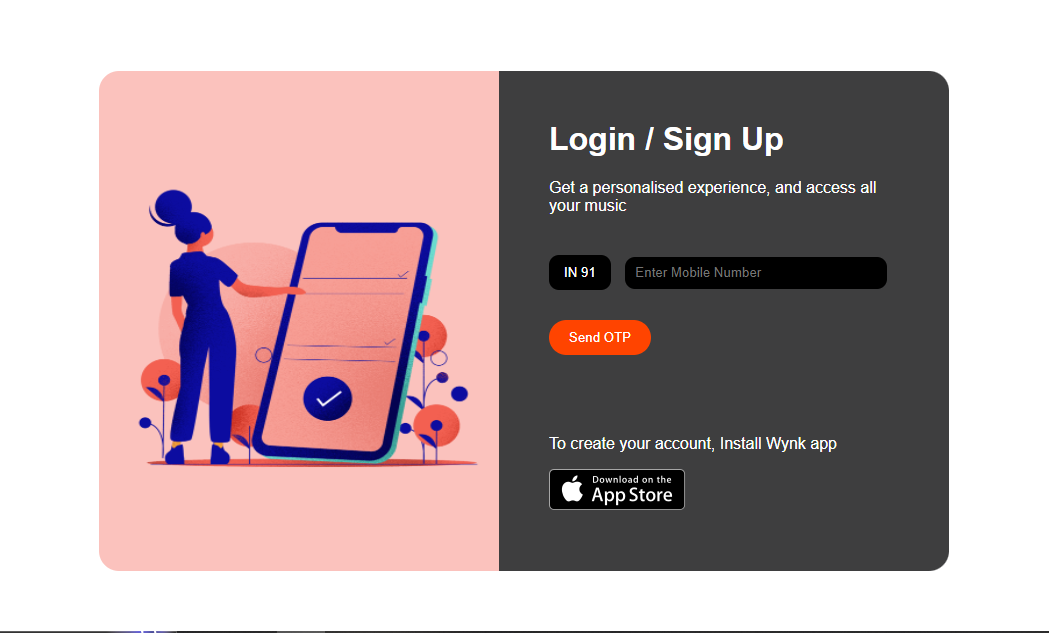 Login / Sign Up
Get a personalised experience, and access all
your music
IN 91
Enter Mobile Number
Send OTP
To create your account, Install Wynk app
Download on the
App Store